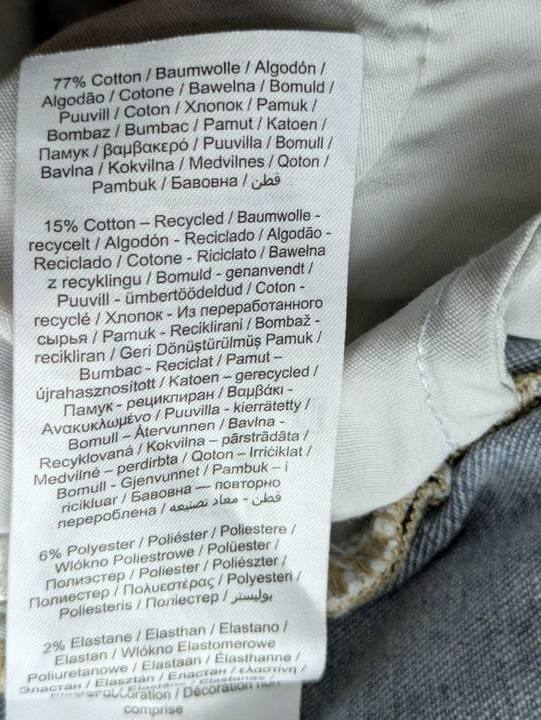 77% Cotton / Baumwolle / Algodón /
Algodão / Cotone / Bawełna / Bomuld /
Puuvill / Coton / Хлопок / Pamuk /
Bombaz / Bumbac / Pamut / Katoen /
Памук / βαμβακερό / Puuvilla / Bomull /
Bavlna / Kokvilna / Medvilnes / Qoton /
Pambuk / Бавовна / قطن
15% Cotton – Recycled / Baumwolle -
recycelt / Algodón - Reciclado / Algodão -
Reciclado / Cotone - Riciclato / Bawełna
z recyklingu / Bomuld - genanvendt /
Puuvill - ümbertöödeldud / Coton -
recyclé / Хлопок - Из переработанного
сырья / Pamuk - Reciklirani / Bombaž -
recikliran / Geri Dönüştürülmüş Pamuk /
Bumbac - Reciclat / Pamut –
újrahasznosított / Katoen – gerecycled /
Памук - рециклиран / Βαμβάκι -
Ανακυκλωμένο / Puuvilla - kierrätetty /
Bomull – Återvunnen / Bavlna -
Recyklovaná / Kokvilna – pārstrādāta /
Medvilnė – perdirbta / Qoton – Irriċiklat /
Bomull - Gjenvunnet / Pambuk – i
ricikluar / Бавовна — повторно
перероблена / قطن - معاد تصنيعه
6% Polyester / Poliéster / Poliestere /
Włókno Poliestrowe / Polüester /
Полиэстер / Poliester / Poliészter /
Полиестер / Πολυεστέρας / Polyesteri /
Poliesteris / Поліестер / بوليستر
2% Elastane / Elasthan / Elastano /
Elastan / Włókno Elastomerowe
Poliuretanowe / Elastaan / Élasthanne /
Эластан / Elasztán / Еластан / ελαστίνη /
Décoration non
comprise